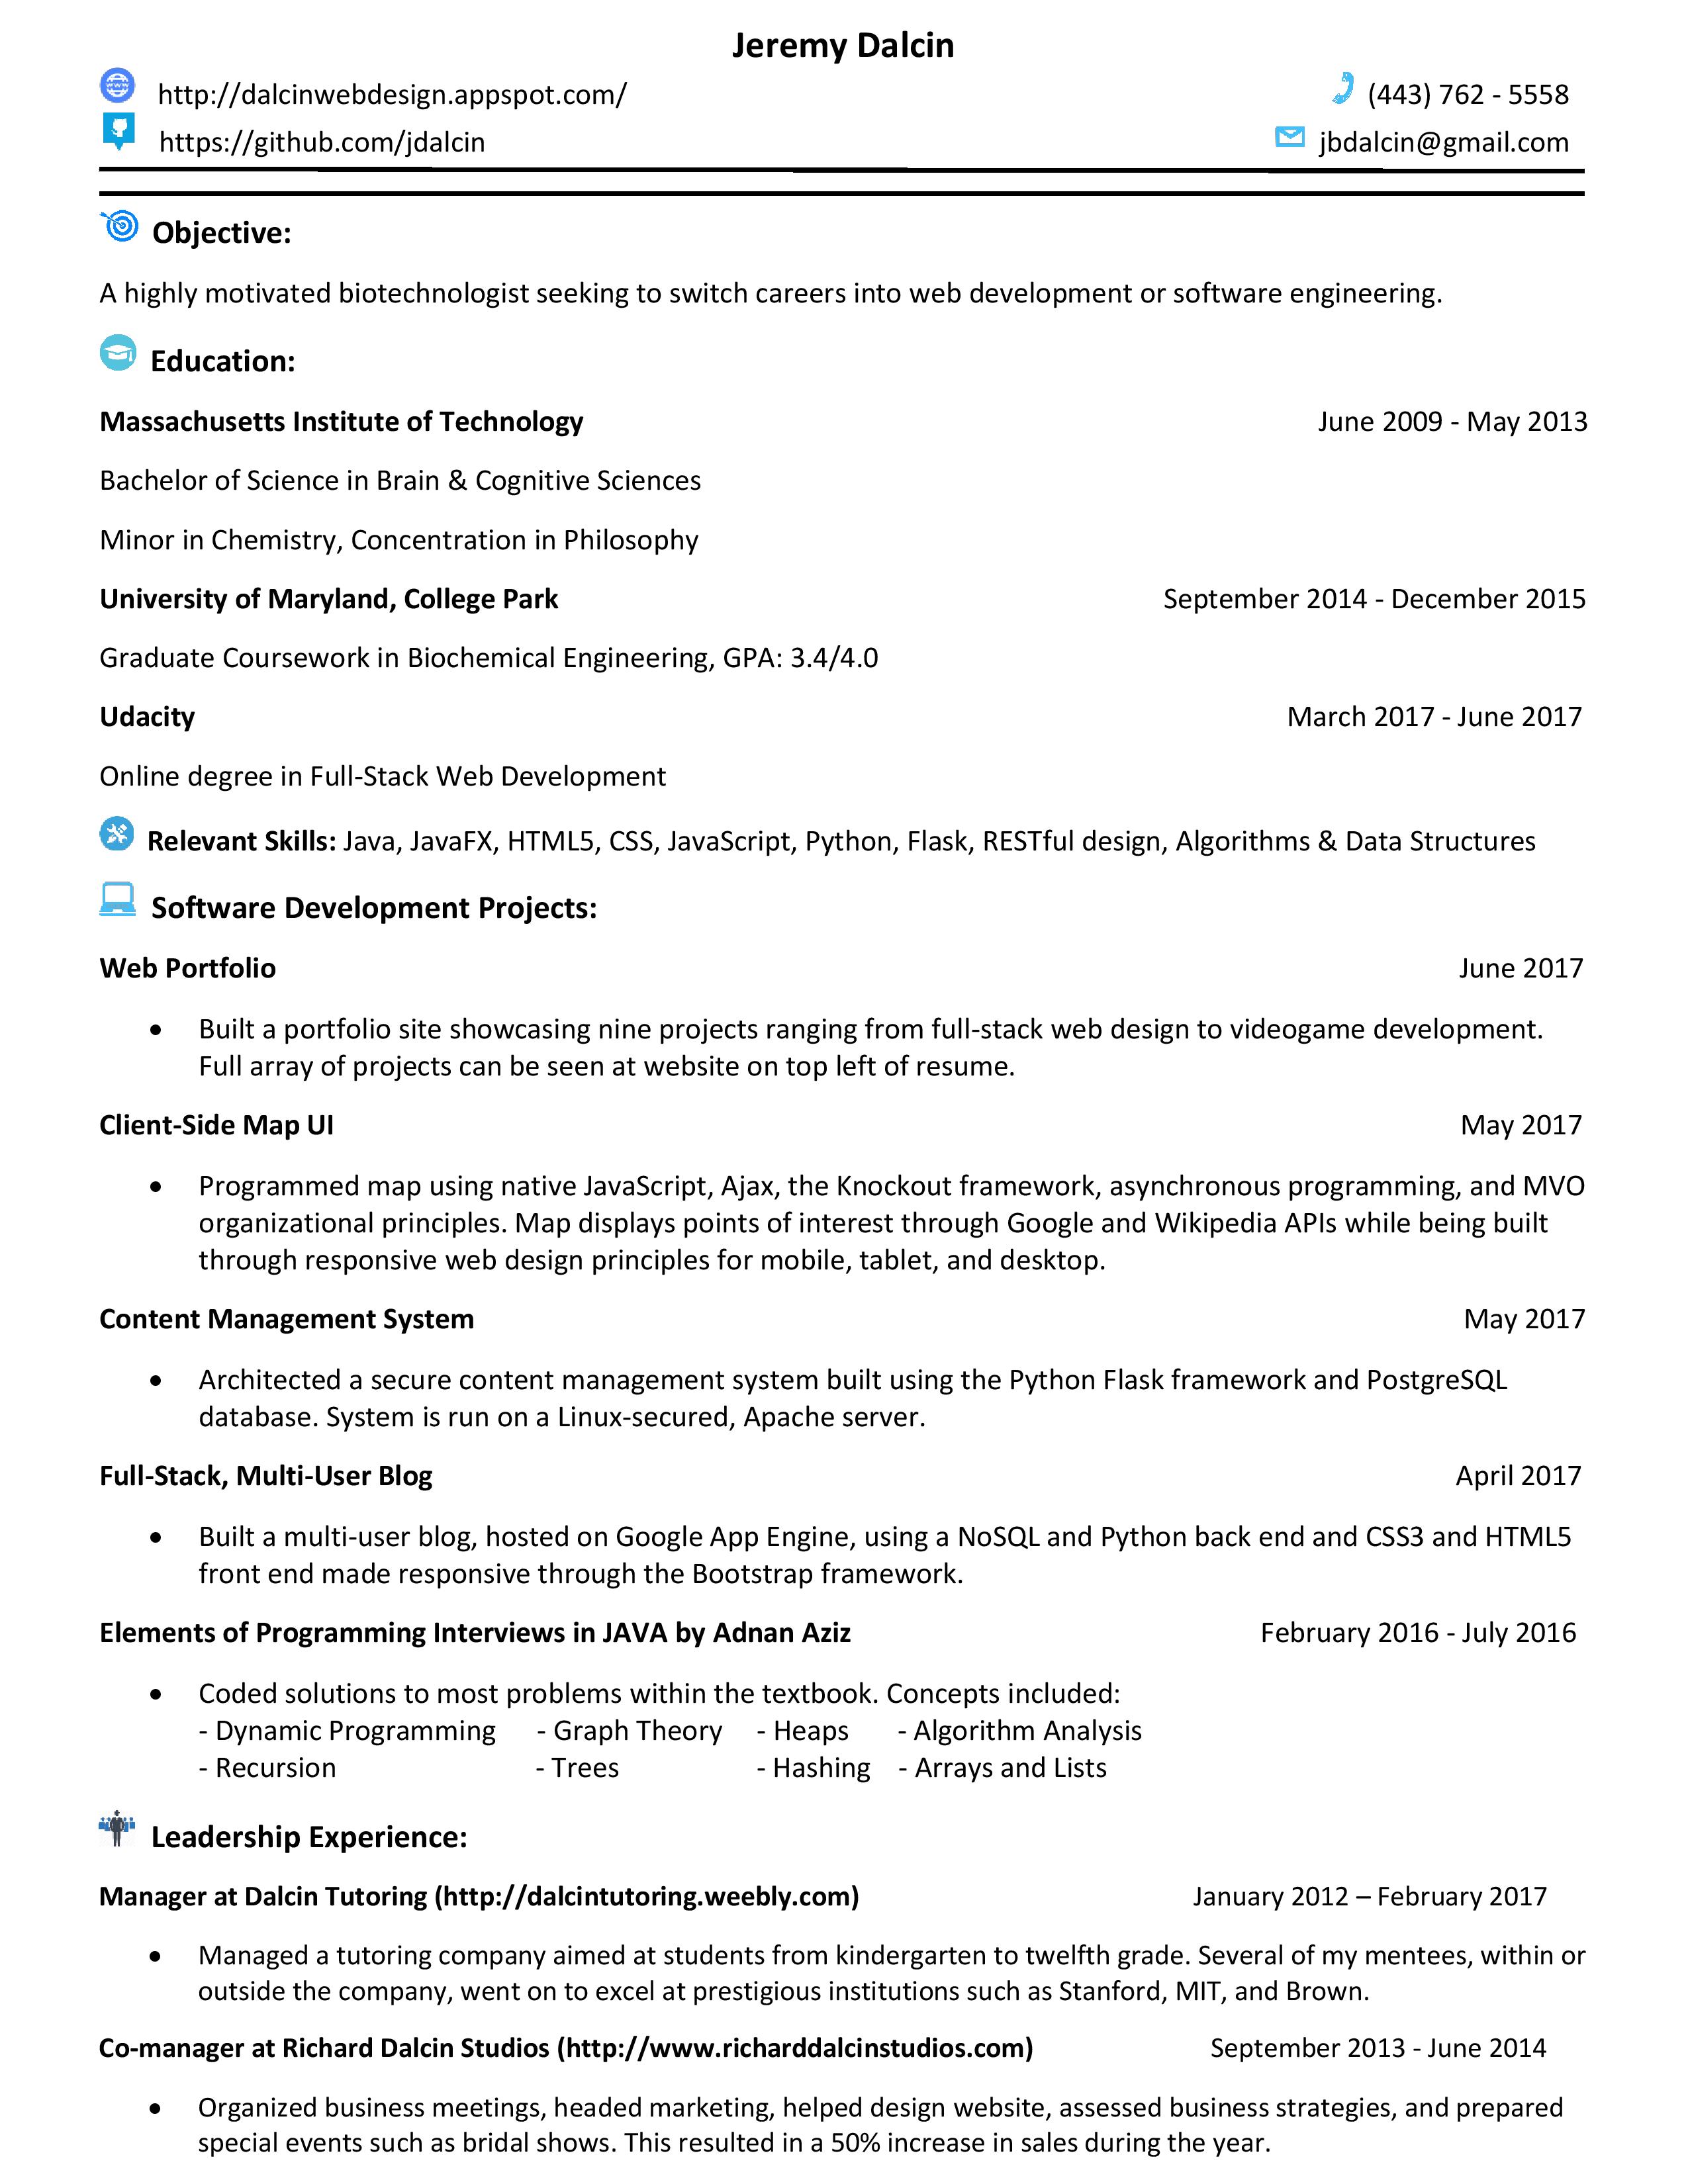 Jeremy Dalcin
http://dalcinwebdesign.appspot.com/ (443) 762 - 5558
https://github.com/jdalcin jbdalcin@gmail.com
Objective:
A highly motivated biotechnologist seeking to switch careers into web development or software engineering.
Education:
Massachusetts Institute of Technology June 2009 - May 2013
Bachelor of Science in Brain & Cognitive Sciences
Minor in Chemistry, Concentration in Philosophy
University of Maryland, College Park September 2014 - December 2015
Graduate Coursework in Biochemical Engineering, GPA: 3.4/4.0
Udacity March 2017 - June 2017
Online degree in Full-Stack Web Development
Relevant Skills: Java, JavaFX, HTML5, CSS, JavaScript, Python, Flask, RESTful design, Algorithms & Data Structures
Software Development Projects:
Web Portfolio June 2017
• Built a portfolio site showcasing nine projects ranging from full-stack web design to videogame development.
Full array of projects can be seen at website on top left of resume.
Client-Side Map UI May 2017
• Programmed map using native JavaScript, Ajax, the Knockout framework, asynchronous programming, and MVO
organizational principles. Map displays points of interest through Google and Wikipedia APIs while being built
through responsive web design principles for mobile, tablet, and desktop.
Content Management System May 2017
• Architected a secure content management system built using the Python Flask framework and PostgreSQL
database. System is run on a Linux-secured, Apache server.
Full-Stack, Multi-User Blog April 2017
• Built a multi-user blog, hosted on Google App Engine, using a NoSQL and Python back end and CSS3 and HTML5
front end made responsive through the Bootstrap framework.
Elements of Programming Interviews in JAVA by Adnan Aziz February 2016 - July 2016
• Coded solutions to most problems within the textbook. Concepts included:
- Dynamic Programming - Graph Theory - Heaps - Algorithm Analysis
- Recursion - Trees - Hashing - Arrays and Lists
Leadership Experience:
Manager at Dalcin Tutoring (http://dalcintutoring.weebly.com) January 2012 – February 2017
• Managed a tutoring company aimed at students from kindergarten to twelfth grade. Several of my mentees, within or
outside the company, went on to excel at prestigious institutions such as Stanford, MIT, and Brown.
Co-manager at Richard Dalcin Studios (http://www.richarddalcinstudios.com) September 2013 - June 2014
• Organized business meetings, headed marketing, helped design website, assessed business strategies, and prepared
special events such as bridal shows. This resulted in a 50% increase in sales during the year.